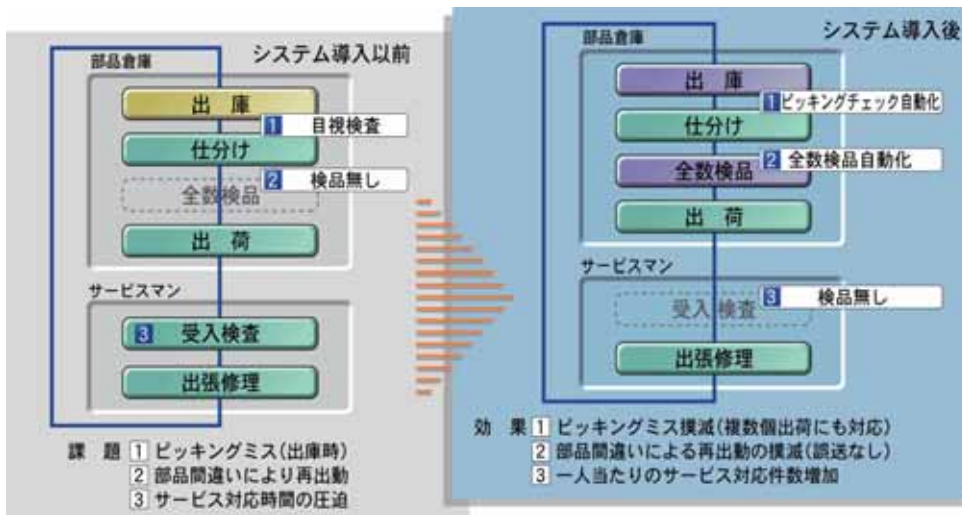 システム導入以前
部品倉庫
出 庫
1 目視検査
仕分け
2 検品無し
全数検品
出 荷
サービスマン
3 受入検査
出張修理
課 題 1 ピッキングミス(出庫時)
2 部品間違いにより再出動
3 サービス対応時間の圧迫
システム導入後
部品倉庫
出 庫
1 ピッキングチェック自動化
仕分け
2 全数検品自動化
全数検品
出 荷
サービスマン
3 検品無し
受入検査
出張修理
効 果 1 ピッキングミス撲滅(複数個出荷にも対応)
2 部品間違いによる再出動の撲滅(誤送なし)
3 一人当たりのサービス対応件数増加